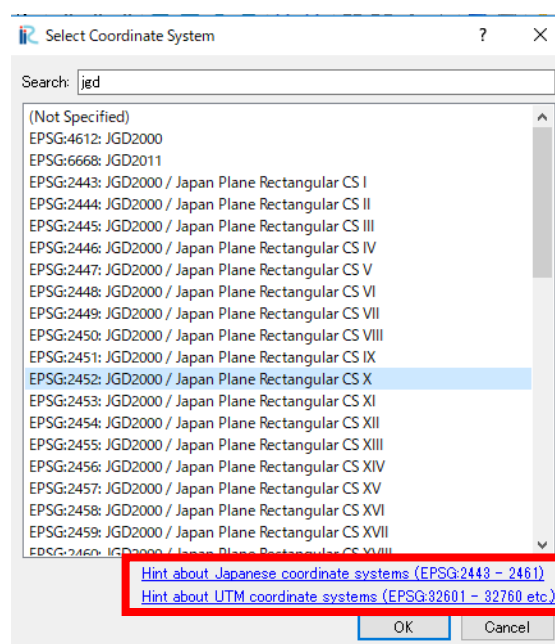 Select Coordinate System ? ×
Search: jgd
(Not Specified)
EPSG:4612: JGD2000
EPSG:6668: JGD2011
EPSG:2443: JGD2000 / Japan Plane Rectangular CS I
EPSG:2444: JGD2000 / Japan Plane Rectangular CS II
EPSG:2445: JGD2000 / Japan Plane Rectangular CS III
EPSG:2446: JGD2000 / Japan Plane Rectangular CS IV
EPSG:2447: JGD2000 / Japan Plane Rectangular CS V
EPSG:2448: JGD2000 / Japan Plane Rectangular CS VI
EPSG:2449: JGD2000 / Japan Plane Rectangular CS VII
EPSG:2450: JGD2000 / Japan Plane Rectangular CS VIII
EPSG:2451: JGD2000 / Japan Plane Rectangular CS IX
EPSG:2452: JGD2000 / Japan Plane Rectangular CS X
EPSG:2453: JGD2000 / Japan Plane Rectangular CS XI
EPSG:2454: JGD2000 / Japan Plane Rectangular CS XII
EPSG:2455: JGD2000 / Japan Plane Rectangular CS XIII
EPSG:2456: JGD2000 / Japan Plane Rectangular CS XIV
EPSG:2457: JGD2000 / Japan Plane Rectangular CS XV
EPSG:2458: JGD2000 / Japan Plane Rectangular CS XVI
EPSG:2459: JGD2000 / Japan Plane Rectangular CS XVII
EPSG:2460: JGD2000 / Japan Plane Rectangular CS XVIII
Hint about Japanese coordinate systems (EPSG:2443 - 2461)
Hint about UTM coordinate systems (EPSG:32601 - 32760 etc.)
OK Cancel